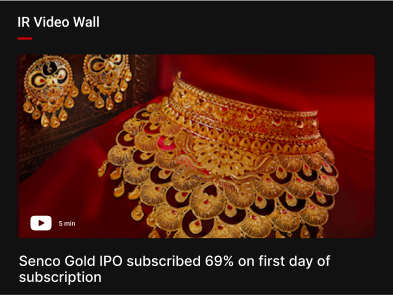 IR Video Wall
5 min
Senco Gold IPO subscribed 69% on first day of
subscription